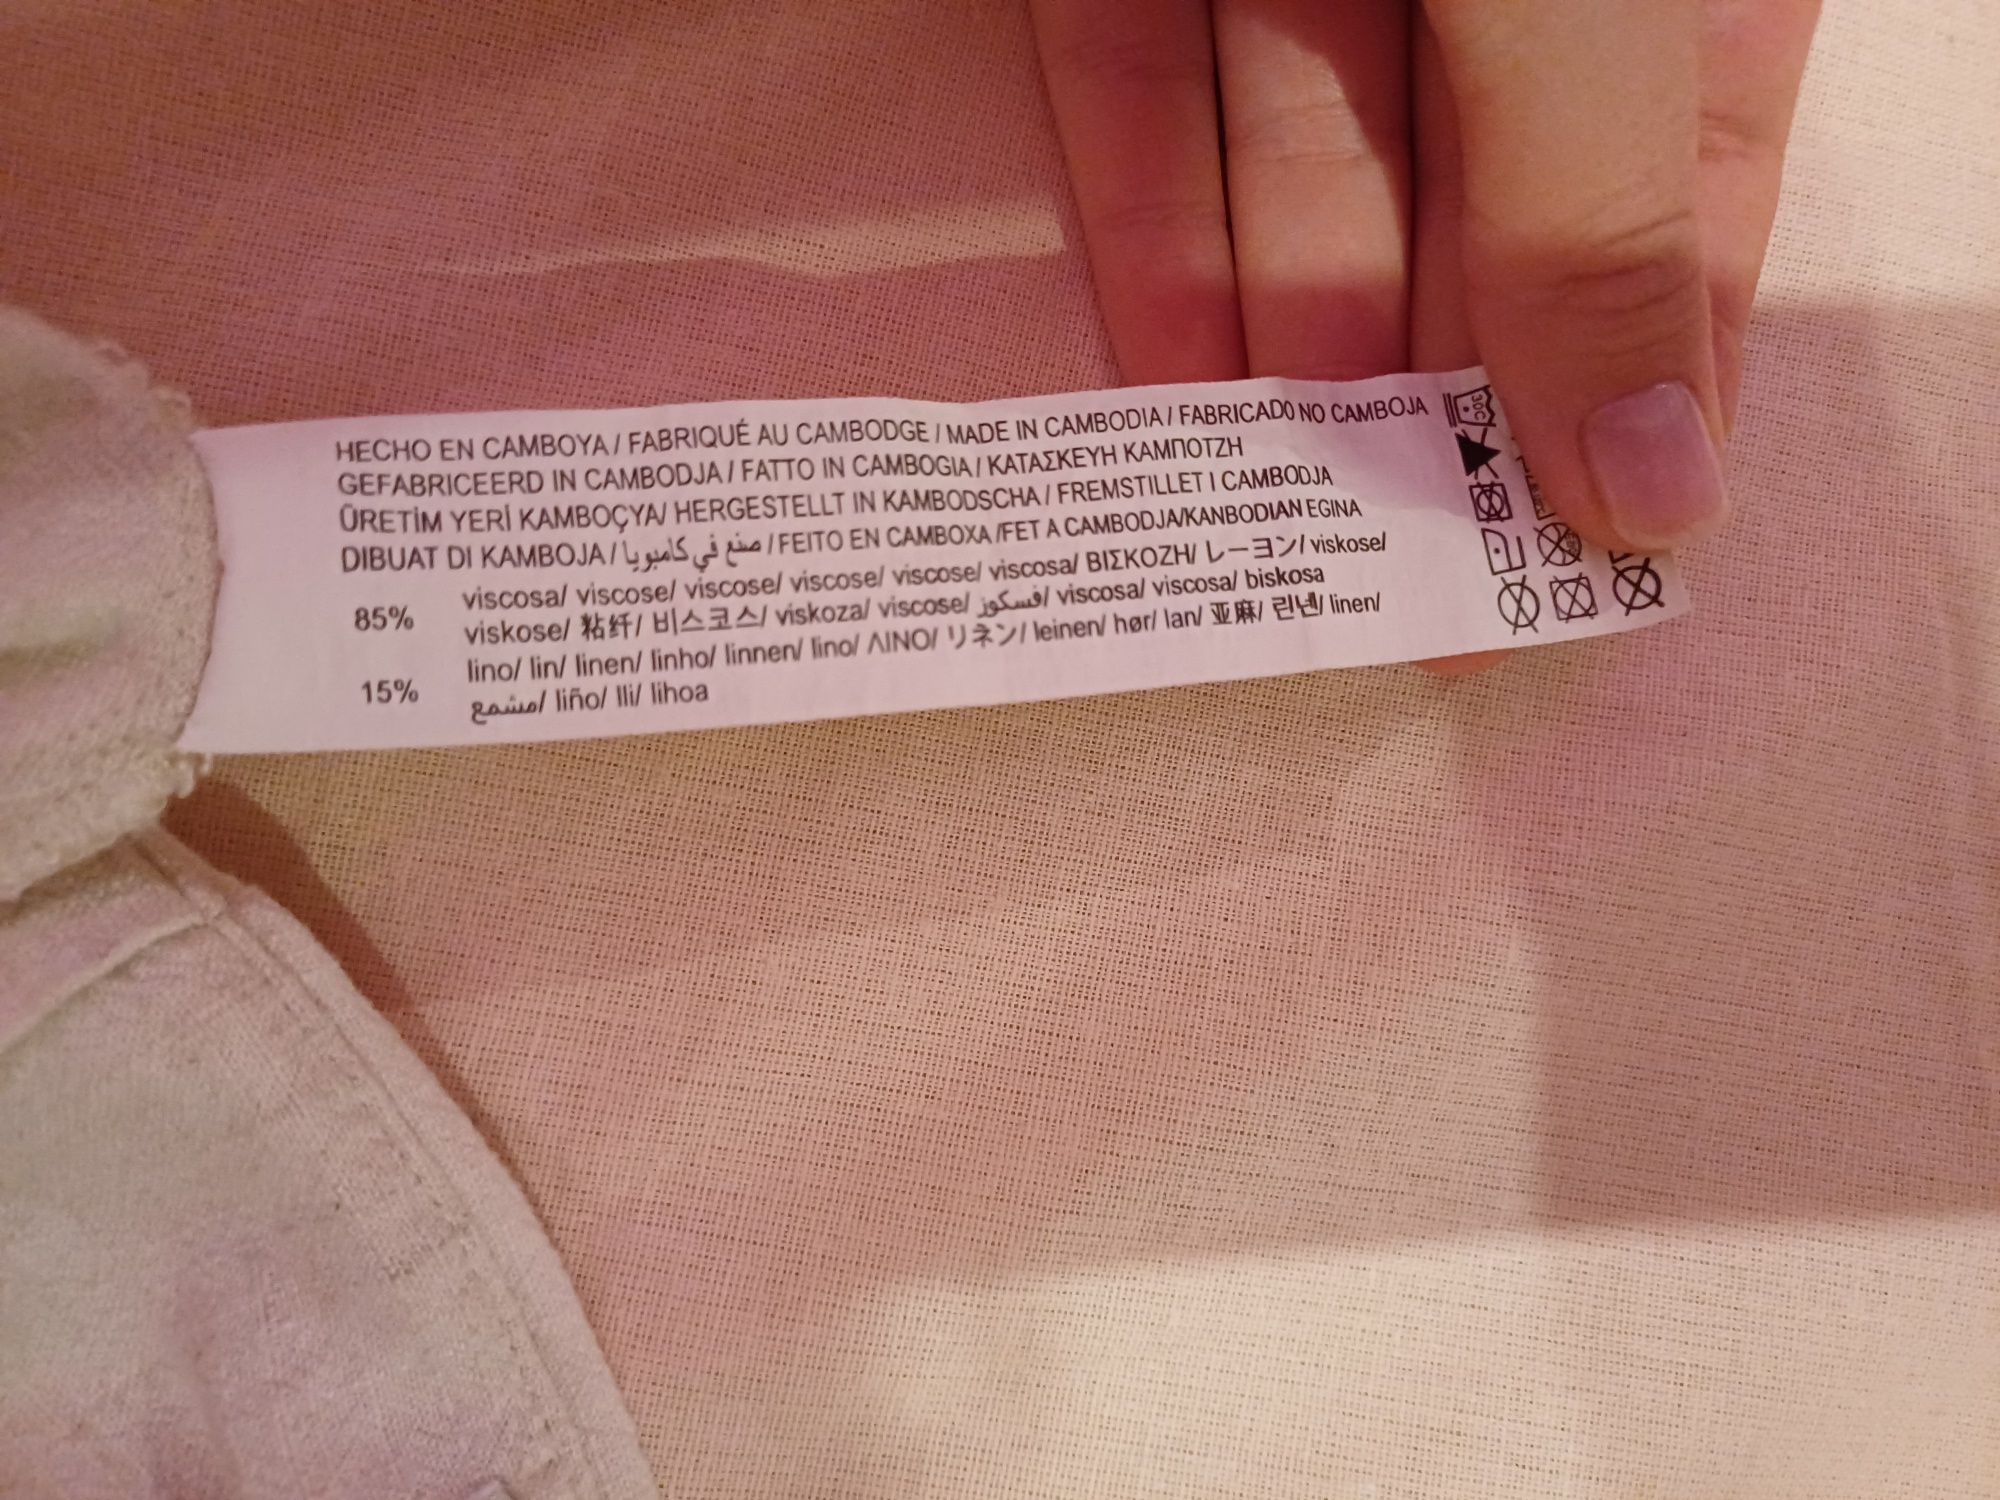 HECHO EN CAMBOYA / FABRIQUÉ AU CAMBODGE / MADE IN CAMBODIA / FABRICADO NO CAMBOJA
GEFABRICEERD IN CAMBODJA / FATTO IN CAMBOGIA / ΚΑΤΑΣΚΕΥΗ ΚΑΜΠΟΤΖΗ
ÜRETİM YERİ KAMBOÇYA/ HERGESTELLT IN KAMBODSCHA / FREMSTILLET I CAMBODJA
DIBUAT DI KAMBOJA / صنع في كامبوديا / FEITO EN CAMBOXA /FET A CAMBODJA/KANBODIAN EGINA
85% viscosa/ viscose/ viscose/ viscose/ viscose/ viscosa/ ΒΙΣΚΟΖΗ/ レーヨン/ viskose/
viskose/ 粘纤/ 비스코스/ viskoza/ viscose/ فسكوز/ viscosa/ viscosa/ biskosa
15% lino/ lin/ linen/ linho/ linnen/ lino/ ΛΙΝΟ/ リネン/ leinen/ hør/ lan/ 亚麻/ 린넨/ linen/
مشمع/ liño/ lli/ lihoa
30C